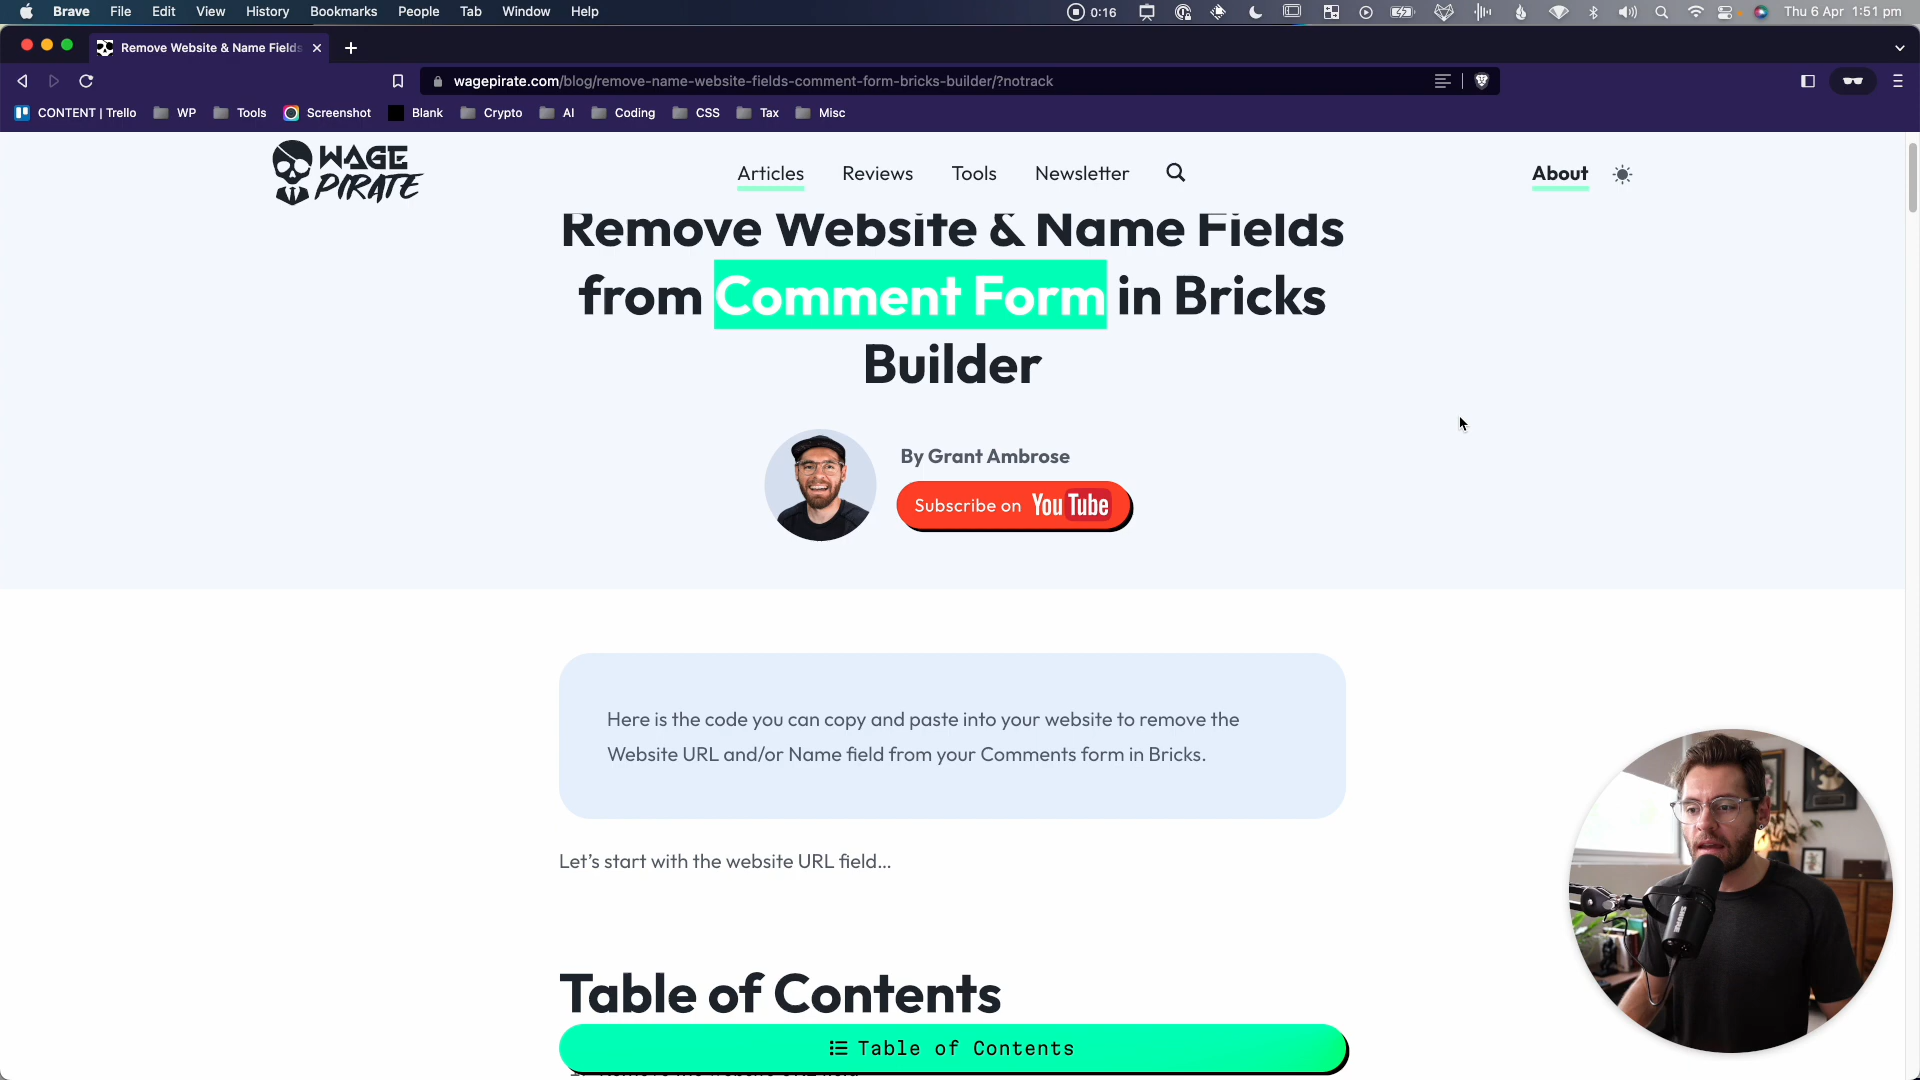 Brave File Edit View History Bookmarks People Tab Window Help 0:16 Thu 6 Apr 1:51 pm
Remove Website & Name Fields
wagepirate.com/blog/remove-name-website-fields-comment-form-bricks-builder/?notrack
CONTENT | Trello WP Tools Screenshot Blank Crypto AI Coding CSS Tax Misc
WAGE
PIRATE
Articles Reviews Tools Newsletter About
Remove Website & Name Fields
from Comment Form in Bricks
Builder
By Grant Ambrose
Subscribe on YouTube
Here is the code you can copy and paste into your website to remove the
Website URL and/or Name field from your Comments form in Bricks.
Let's start with the website URL field...
Table of Contents
Table of Contents
SHURE